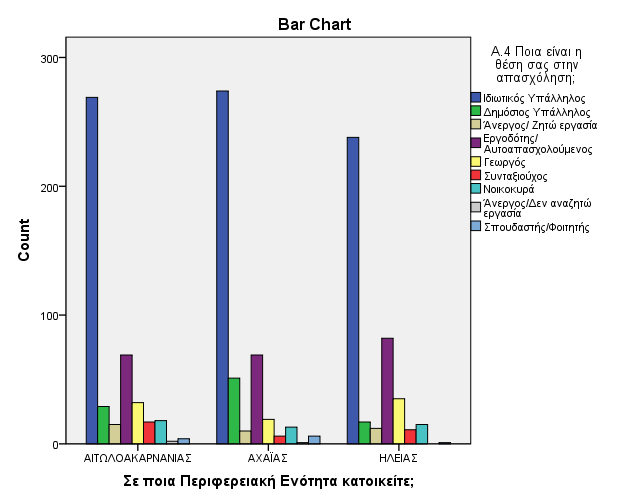 Bar Chart
A.4 Ποια είναι η
θέση σας στην
απασχόληση;
Ιδιωτικός Υπάλληλος
Δημόσιος Υπάλληλος
Άνεργος/ Ζητώ εργασία
Εργοδότης/
Αυτοαπασχολούμενος
Γεωργός
Συνταξιούχος
Νοικοκυρά
Άνεργος/Δεν αναζητώ
εργασία
Σπουδαστής/Φοιτητής
Count
300
200
100
0
ΑΙΤΩΛΟΑΚΑΡΝΑΝΙΑΣ ΑΧΑΪΑΣ ΗΛΕΙΑΣ
Σε ποια Περιφερειακή Ενότητα κατοικείτε;